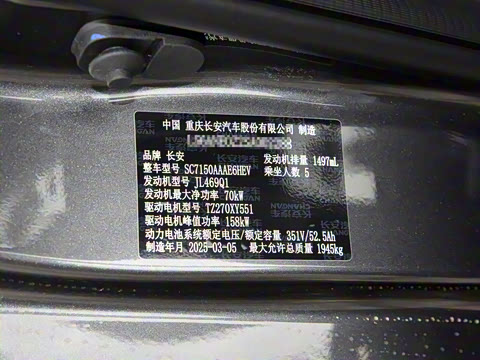 中国 重庆长安汽车股份有限公司 制造
品牌 长安 发动机排量 1497mL
整车型号 SC7150AAAE6HEV 乘坐人数 5
发动机型号 JL469Q1
发动机最大净功率 70kW
驱动电机型号 TZ270XY551
驱动电机峰值功率 158kW
动力电池系统额定电压/额定容量 351V/52.5Ah
制造年月 2025-03-05 最大允许总质量 1945kg